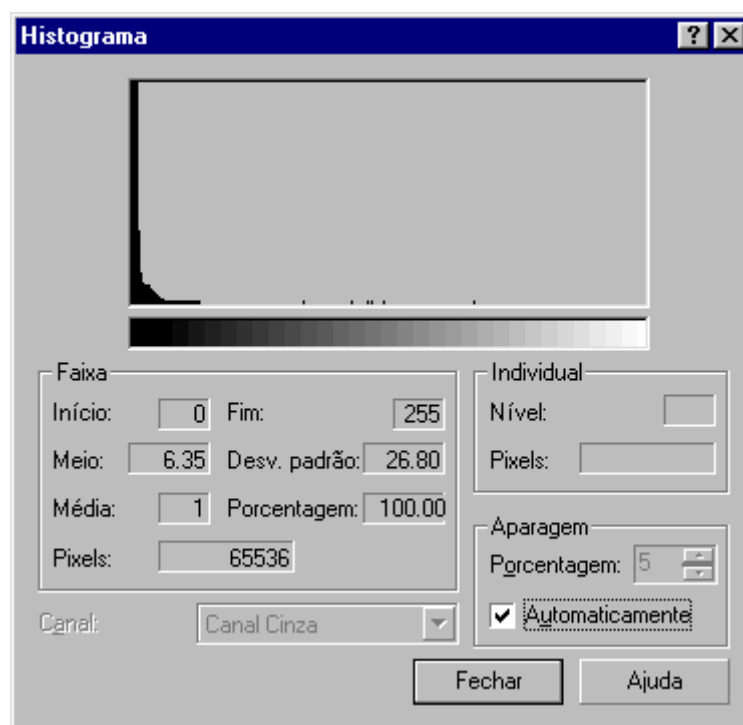 Histograma
Faixa
Início: 0 Fim: 255
Meio: 6.35 Desv. padrão: 26.80
Média: 1 Porcentagem: 100.00
Pixels: 65536
Individual
Nível:
Pixels:
Aparagem
Porcentagem: 5
Automaticamente
Canal: Canal Cinza
Fechar Ajuda